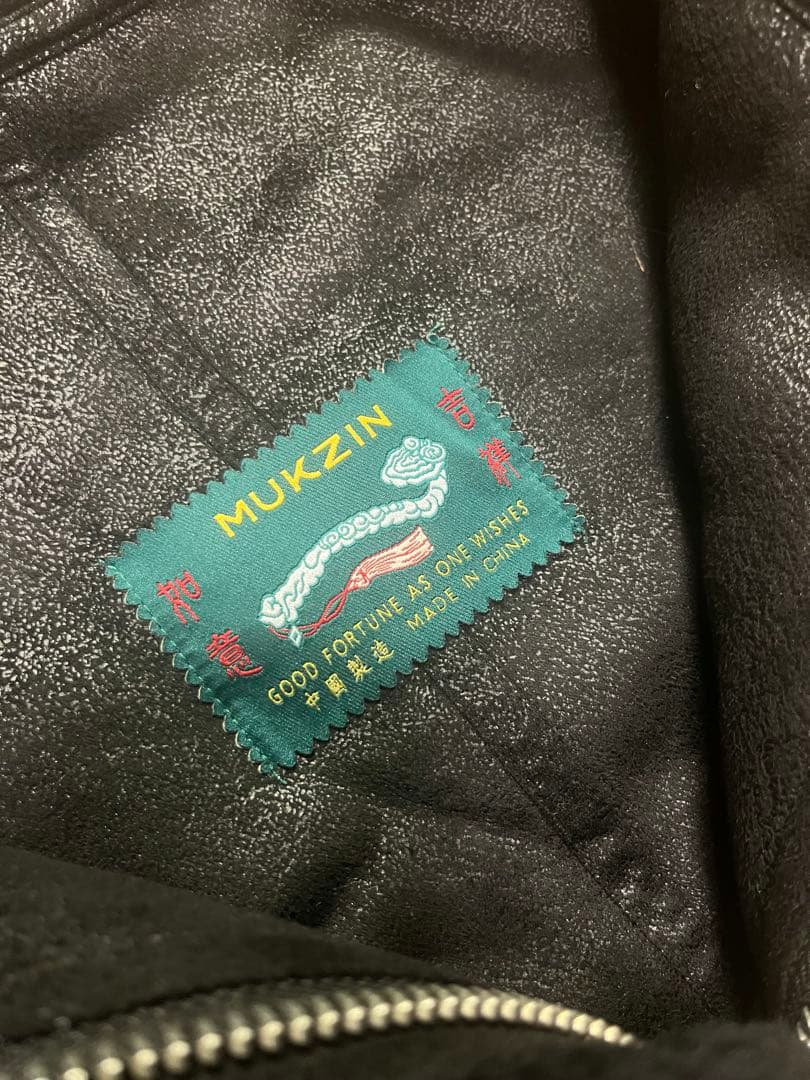 MUKZIN
吉祥
如意
GOOD FORTUNE AS ONE WISHES
中國製造 MADE IN CHINA